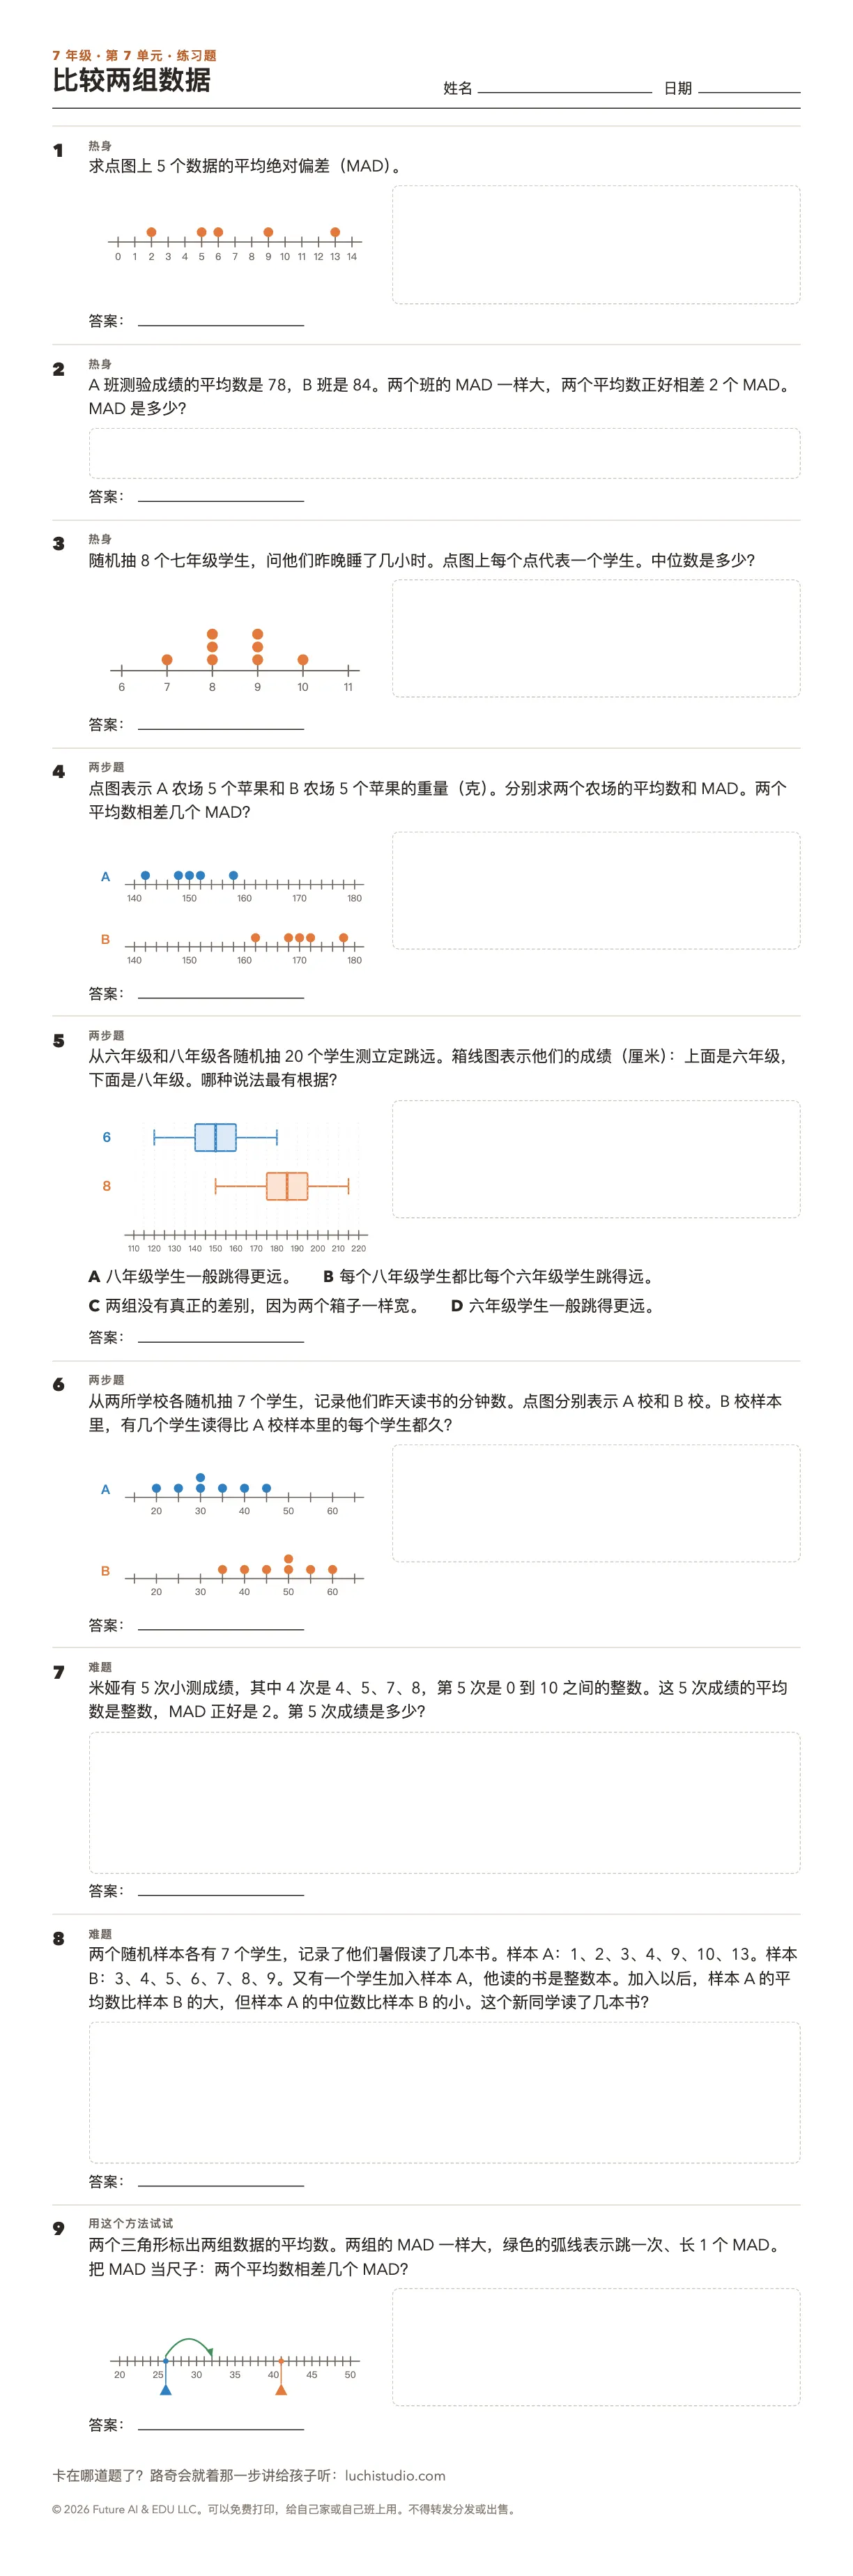 7 年级 · 第 7 单元 · 练习题
比较两组数据
姓名
日期
1
热身
求点图上 5 个数据的平均绝对偏差（MAD）。
0 1 2 3 4 5 6 7 8 9 10 11 12 13 14
答案：
2
热身
A 班测验成绩的平均数是 78，B 班是 84。两个班的 MAD 一样大，两个平均数正好相差 2 个 MAD。
MAD 是多少？
答案：
3
热身
随机抽 8 个七年级学生，问他们昨晚睡了几小时。点图上每个点代表一个学生。中位数是多少？
6 7 8 9 10 11
答案：
4
两步题
点图表示 A 农场 5 个苹果和 B 农场 5 个苹果的重量（克）。分别求两个农场的平均数和 MAD。两个
平均数相差几个 MAD？
A
140 150 160 170 180
B
140 150 160 170 180
答案：
5
两步题
从六年级和八年级各随机抽 20 个学生测立定跳远。箱线图表示他们的成绩（厘米）：上面是六年级，
下面是八年级。哪种说法最有根据？
6
8
110 120 130 140 150 160 170 180 190 200 210 220
A 八年级学生一般跳得更远。 B 每个八年级学生都比每个六年级学生跳得远。
C 两组没有真正的差别，因为两个箱子一样宽。 D 六年级学生一般跳得更远。
答案：
6
两步题
从两所学校各随机抽 7 个学生，记录他们昨天读书的分钟数。点图分别表示 A 校和 B 校。B 校样本
里，有几个学生读得比 A 校样本里的每个学生都久？
A
20 30 40 50 60
B
20 30 40 50 60
答案：
7
难题
米娅有 5 次小测成绩，其中 4 次是 4、5、7、8，第 5 次是 0 到 10 之间的整数。这 5 次成绩的平均
数是整数，MAD 正好是 2。第 5 次成绩是多少？
答案：
8
难题
两个随机样本各有 7 个学生，记录了他们暑假读了几本书。样本 A：1、2、3、4、9、10、13。样本
B：3、4、5、6、7、8、9。又有一个学生加入样本 A，他读的书是整数本。加入以后，样本 A 的平
均数比样本 B 的大，但样本 A 的中位数比样本 B 的小。这个新同学读了几本书？
答案：
9
用这个方法试试
两个三角形标出两组数据的平均数。两组的 MAD 一样大，绿色的弧线表示跳一次、长 1 个 MAD。
把 MAD 当尺子：两个平均数相差几个 MAD？
20 25 30 35 40 45 50
答案：
卡在哪道题了？路奇会就着那一步讲给孩子听：luchistudio.com
© 2026 Future AI & EDU LLC。可以免费打印，给自己家或自己班上用。不得转发分发或出售。